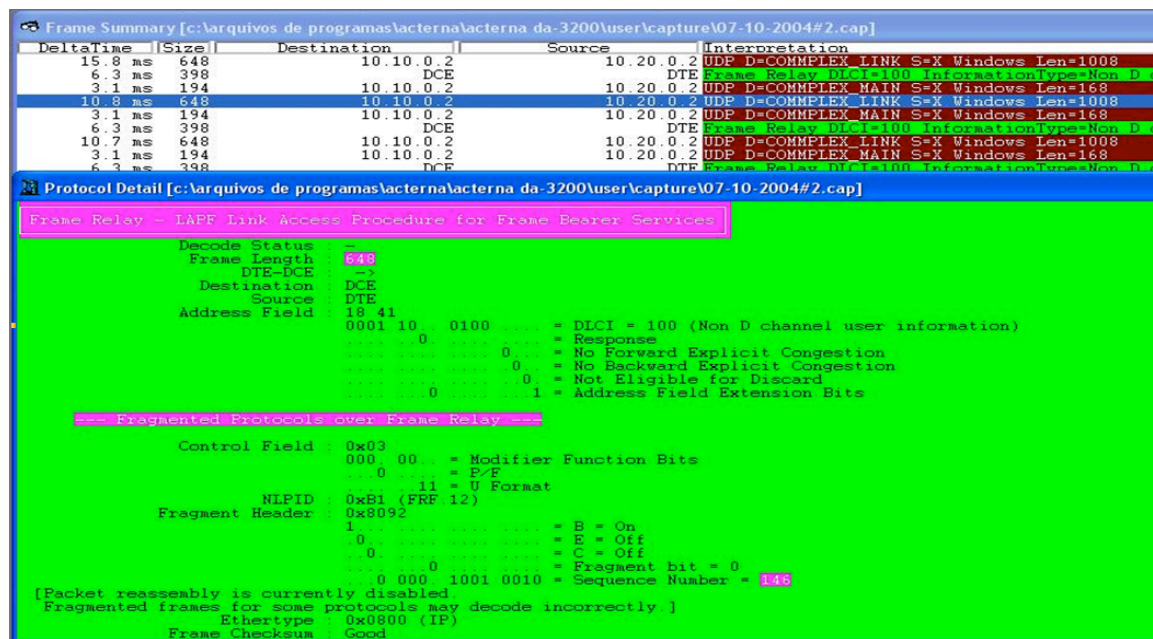 Frame Summary [c:\arquivos de programas\acterna\acterna da-3200\user\capture\07-10-2004#2.cap]
DeltaTime Size Destination Source Interpretation
15.8 ms 648 10.10.0.2 10.20.0.2 UDP D=COMMPLEX_LINK S=X Windows Len=1008
6.3 ms 398 DCE DTE Frame Relay DLCI=100 InformationType=Non D
3.1 ms 194 10.10.0.2 10.20.0.2 UDP D=COMMPLEX_MAIN S=X Windows Len=168
10.8 ms 648 10.10.0.2 10.20.0.2 UDP D=COMMPLEX_LINK S=X Windows Len=1008
3.1 ms 194 10.10.0.2 10.20.0.2 UDP D=COMMPLEX_MAIN S=X Windows Len=168
6.3 ms 398 DCE DTE Frame Relay DLCI=100 InformationType=Non D
10.7 ms 648 10.10.0.2 10.20.0.2 UDP D=COMMPLEX_LINK S=X Windows Len=1008
3.1 ms 194 10.10.0.2 10.20.0.2 UDP D=COMMPLEX_MAIN S=X Windows Len=168
6.3 ms 398 DCE DTE Frame Relay DLCI=100 InformationType=Non D
Protocol Detail [c:\arquivos de programas\acterna\acterna da-3200\user\capture\07-10-2004#2.cap]
Frame Relay - LAPF Link Access Procedure for Frame Bearer Services
Decode Status : -
Frame Length : 648
DTE-DCE : ->
Destination : DCE
Source : DTE
Address Field : 18 41
0001 10.. 0100 .... = DLCI = 100 (Non D channel user information)
.... ..0. .... .... = Response
.... .... .... 0... = No Forward Explicit Congestion
.... .... .... .0.. = No Backward Explicit Congestion
.... .... .... ..0. = Not Eligible for Discard
.... ...0 .... ...1 = Address Field Extension Bits
--- Fragmented Protocols over Frame Relay ---
Control Field : 0x03
000. 00.. = Modifier Function Bits
...0 .... = P/F
.... ..11 = U Format
NLPID : 0xB1 (FRF.12)
Fragment Header : 0x8092
1... .... .... .... = B = On
.0.. .... .... .... = E = Off
..0. .... .... .... = C = Off
.... ...0 .... .... = Fragment bit = 0
...0 000. 1001 0010 = Sequence Number = 146
[Packet reassembly is currently disabled.
Fragmented frames for some protocols may decode incorrectly.]
Ethertype : 0x0800 (IP)
Frame Checksum : Good